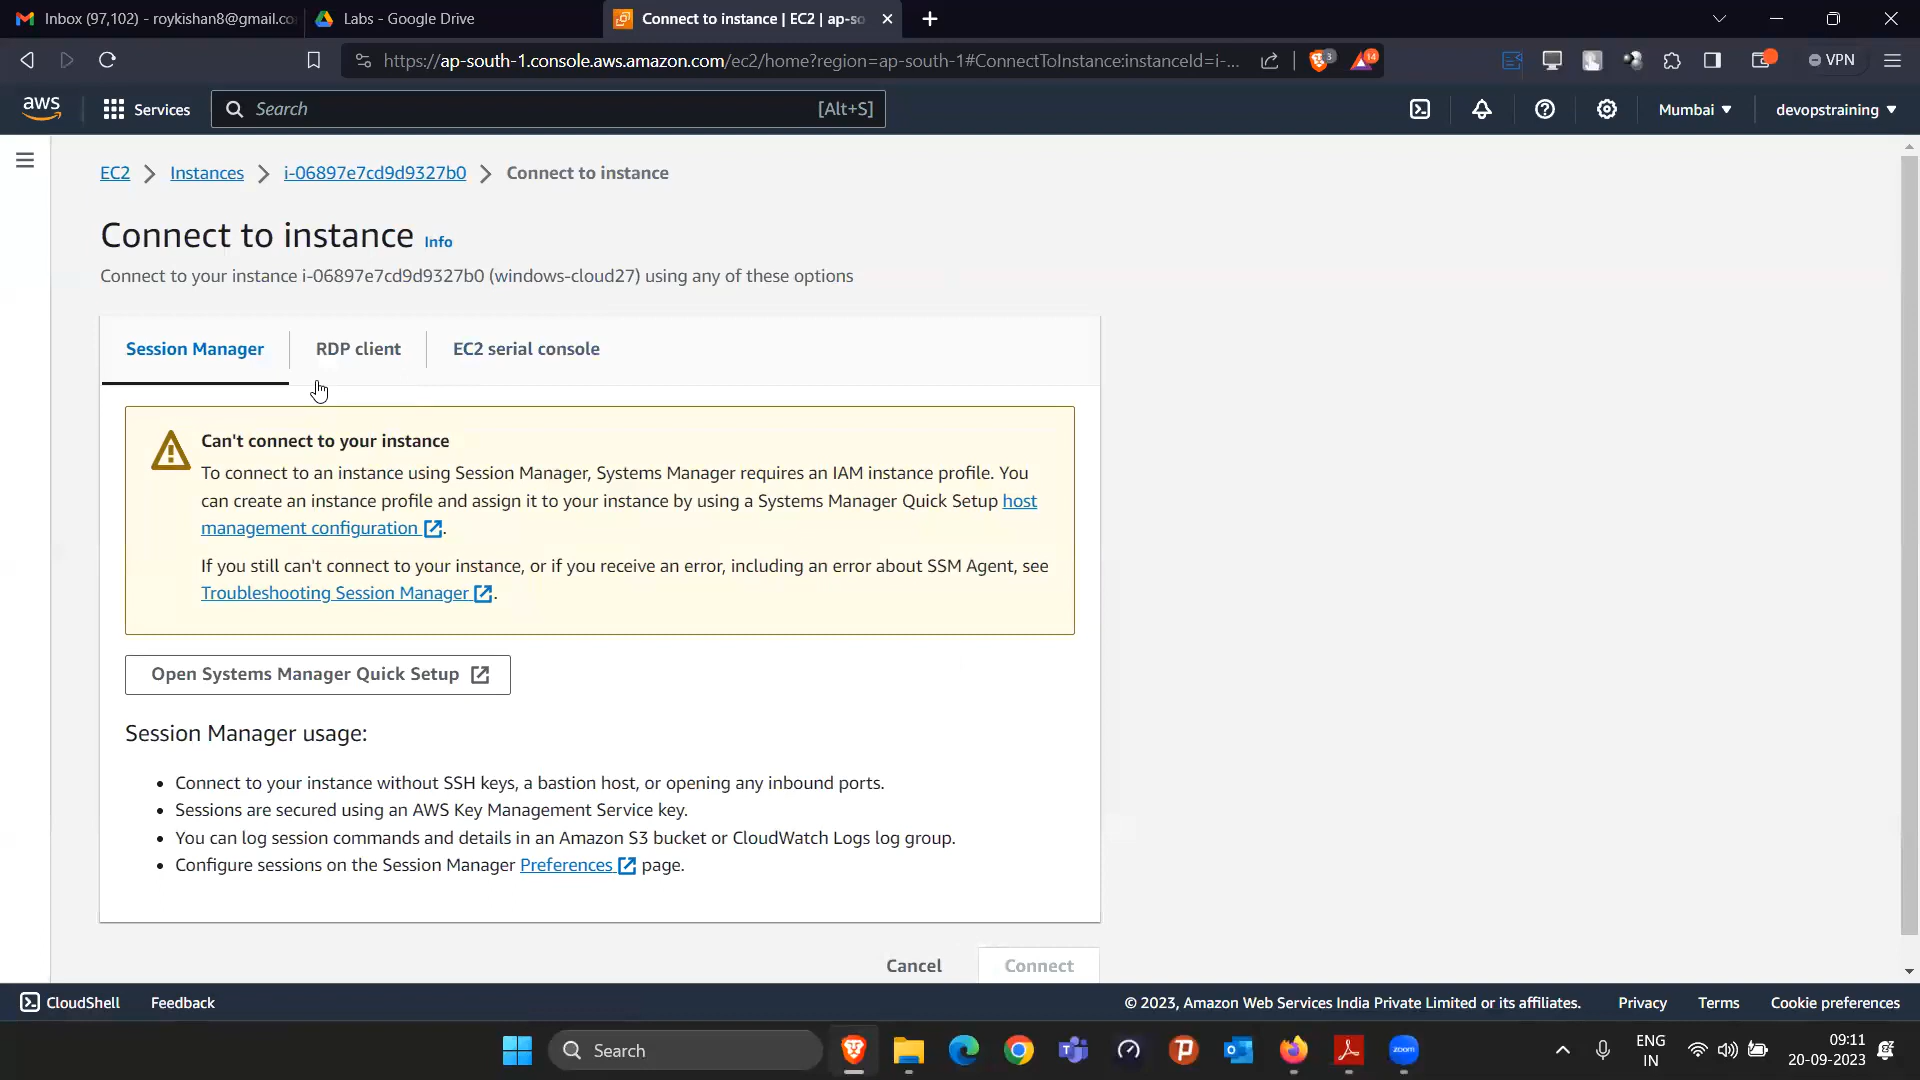 Inbox (97,102) - roykishan8@gmail.co
Labs - Google Drive
Connect to instance | EC2 | ap-so
https://ap-south-1.console.aws.amazon.com/ec2/home?region=ap-south-1#ConnectToInstance:instanceId=i-...
3
14
VPN
aws
Services
Search
[Alt+S]
Mumbai
devopstraining
EC2
Instances
i-06897e7cd9d9327b0
Connect to instance
Connect to instance Info
Connect to your instance i-06897e7cd9d9327b0 (windows-cloud27) using any of these options
Session Manager
RDP client
EC2 serial console
Can't connect to your instance
To connect to an instance using Session Manager, Systems Manager requires an IAM instance profile. You
can create an instance profile and assign it to your instance by using a Systems Manager Quick Setup host
management configuration.
If you still can't connect to your instance, or if you receive an error, including an error about SSM Agent, see
Troubleshooting Session Manager.
Open Systems Manager Quick Setup
Session Manager usage:
• Connect to your instance without SSH keys, a bastion host, or opening any inbound ports.
• Sessions are secured using an AWS Key Management Service key.
• You can log session commands and details in an Amazon S3 bucket or CloudWatch Logs log group.
• Configure sessions on the Session Manager Preferences page.
Cancel
Connect
CloudShell
Feedback
© 2023, Amazon Web Services India Private Limited or its affiliates.
Privacy
Terms
Cookie preferences
Search
zoom
ENG
IN
09:11
20-09-2023